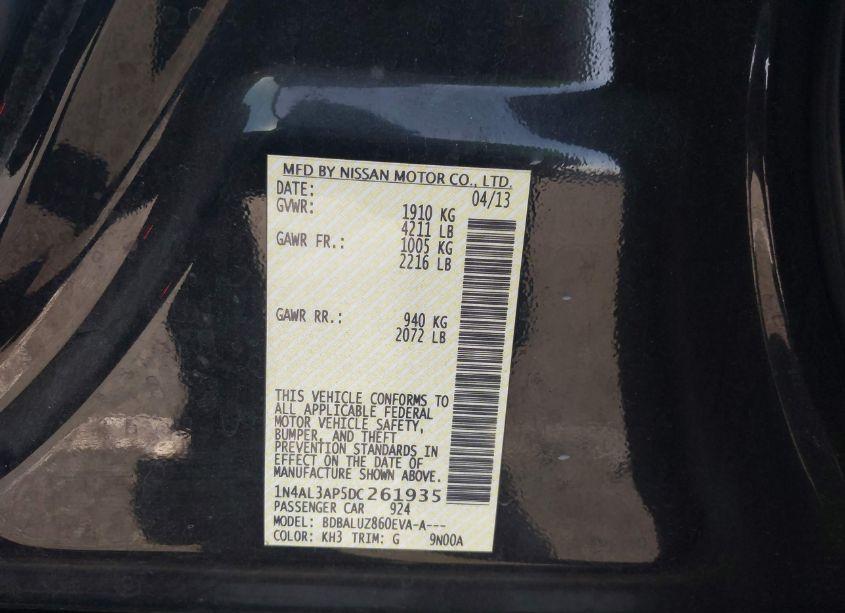 MFD BY NISSAN MOTOR CO., LTD.
DATE: 04/13
GVWR: 1910 KG
4211 LB
GAWR FR.: 1005 KG
2216 LB
GAWR RR.: 940 KG
2072 LB
THIS VEHICLE CONFORMS TO
ALL APPLICABLE FEDERAL
MOTOR VEHICLE SAFETY,
BUMPER, AND THEFT
PREVENTION STANDARDS IN
EFFECT ON THE DATE OF
MANUFACTURE SHOWN ABOVE.
1N4AL3AP5DC261935
PASSENGER CAR 924
MODEL: BDBALUZ860EVA-A---
COLOR: KH3 TRIM: G 9N00A